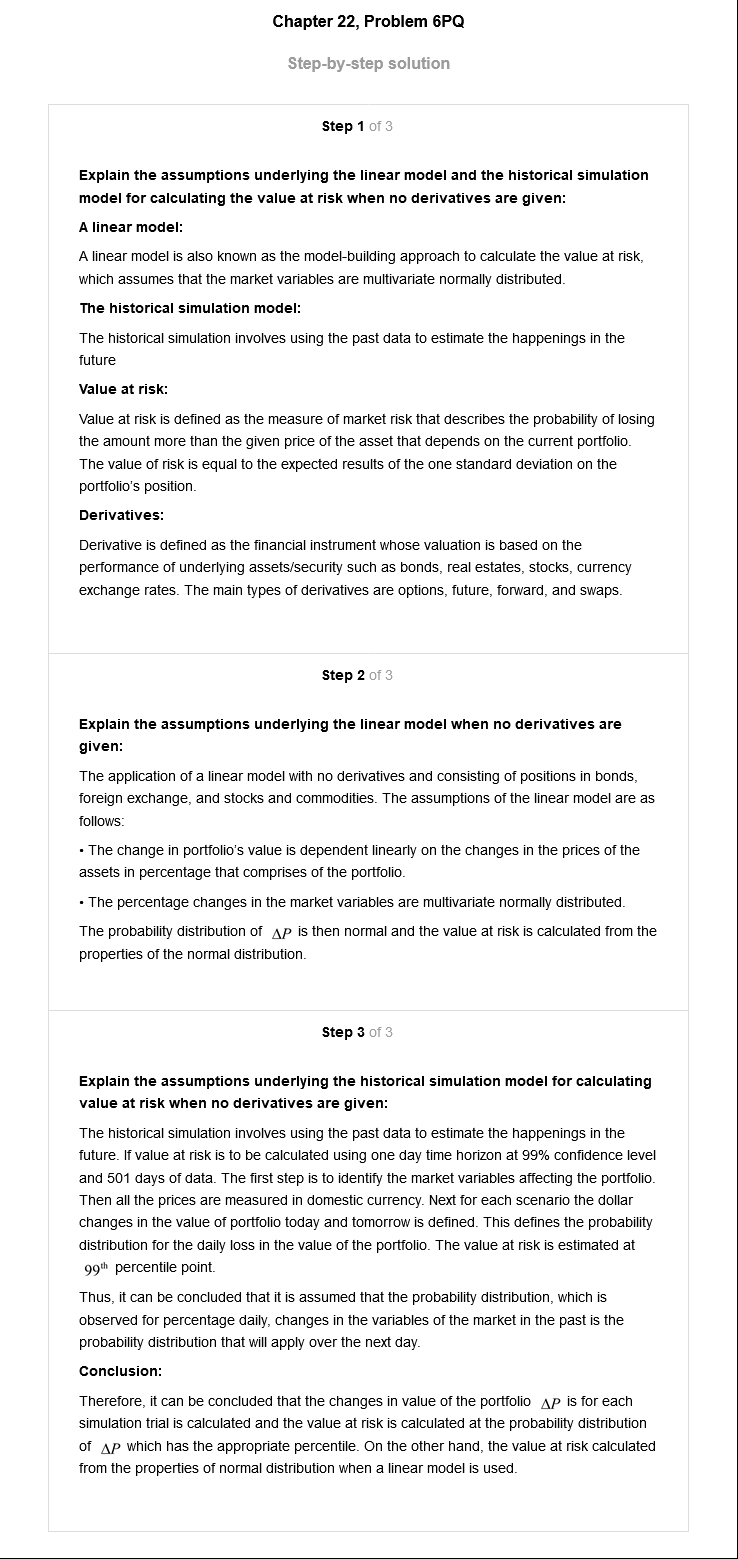 Chapter 22, Problem 6PQ
Step-by-step solution
Step 1 of 3
Explain the assumptions underlying the linear model and the historical simulation
model for calculating the value at risk when no derivatives are given:
A linear model:
A linear model is also known as the model-building approach to calculate the value at risk,
which assumes that the market variables are multivariate normally distributed.
The historical simulation model:
The historical simulation involves using the past data to estimate the happenings in the
future
Value at risk:
Value at risk is defined as the measure of market risk that describes the probability of losing
the amount more than the given price of the asset that depends on the current portfolio.
The value of risk is equal to the expected results of the one standard deviation on the
portfolio's position.
Derivatives:
Derivative is defined as the financial instrument whose valuation is based on the
performance of underlying assets/security such as bonds, real estates, stocks, currency
exchange rates. The main types of derivatives are options, future, forward, and swaps.
Step 2 of 3
Explain the assumptions underlying the linear model when no derivatives are
given:
The application of a linear model with no derivatives and consisting of positions in bonds,
foreign exchange, and stocks and commodities. The assumptions of the linear model are as
follows:
• The change in portfolio's value is dependent linearly on the changes in the prices of the
assets in percentage that comprises of the portfolio.
• The percentage changes in the market variables are multivariate normally distributed.
The probability distribution of ΔP is then normal and the value at risk is calculated from the
properties of the normal distribution.
Step 3 of 3
Explain the assumptions underlying the historical simulation model for calculating
value at risk when no derivatives are given:
The historical simulation involves using the past data to estimate the happenings in the
future. If value at risk is to be calculated using one day time horizon at 99% confidence level
and 501 days of data. The first step is to identify the market variables affecting the portfolio.
Then all the prices are measured in domestic currency. Next for each scenario the dollar
changes in the value of portfolio today and tomorrow is defined. This defines the probability
distribution for the daily loss in the value of the portfolio. The value at risk is estimated at
99th percentile point.
Thus, it can be concluded that it is assumed that the probability distribution, which is
observed for percentage daily, changes in the variables of the market in the past is the
probability distribution that will apply over the next day.
Conclusion:
Therefore, it can be concluded that the changes in value of the portfolio ΔP is for each
simulation trial is calculated and the value at risk is calculated at the probability distribution
of ΔP which has the appropriate percentile. On the other hand, the value at risk calculated
from the properties of normal distribution when a linear model is used.